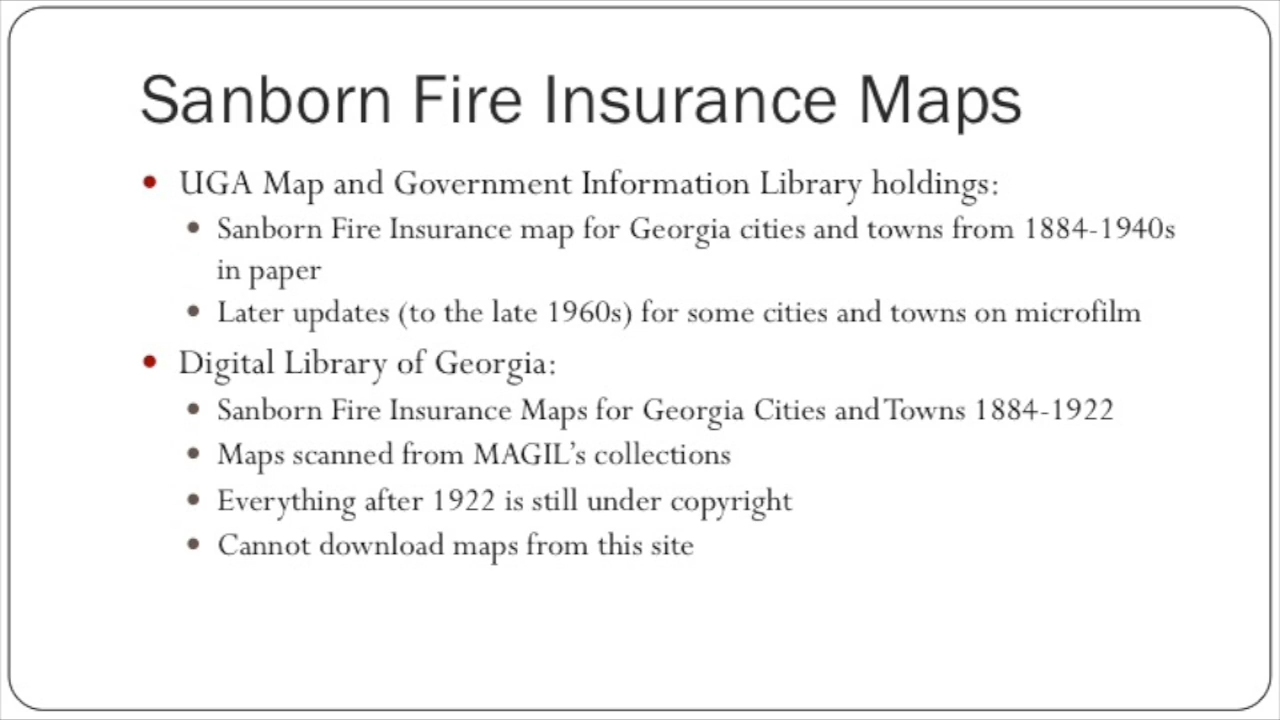 Sanborn Fire Insurance Maps
• UGA Map and Government Information Library holdings:
• Sanborn Fire Insurance map for Georgia cities and towns from 1884-1940s
in paper
• Later updates (to the late 1960s) for some cities and towns on microfilm
• Digital Library of Georgia:
• Sanborn Fire Insurance Maps for Georgia Cities and Towns 1884-1922
• Maps scanned from MAGIL’s collections
• Everything after 1922 is still under copyright
• Cannot download maps from this site